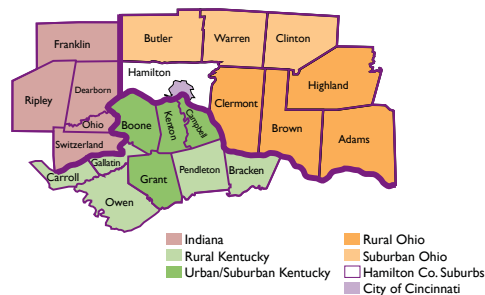 Butler
Warren
Clinton
Franklin
Hamilton
Highland
Ripley
Dearborn
Clermont
Ohio
Boone
Kenton
Campbell
Brown
Adams
Switzerland
Gallatin
Carroll
Grant
Pendleton
Bracken
Owen
Indiana
Rural Kentucky
Urban/Suburban Kentucky
Rural Ohio
Suburban Ohio
Hamilton Co. Suburbs
City of Cincinnati